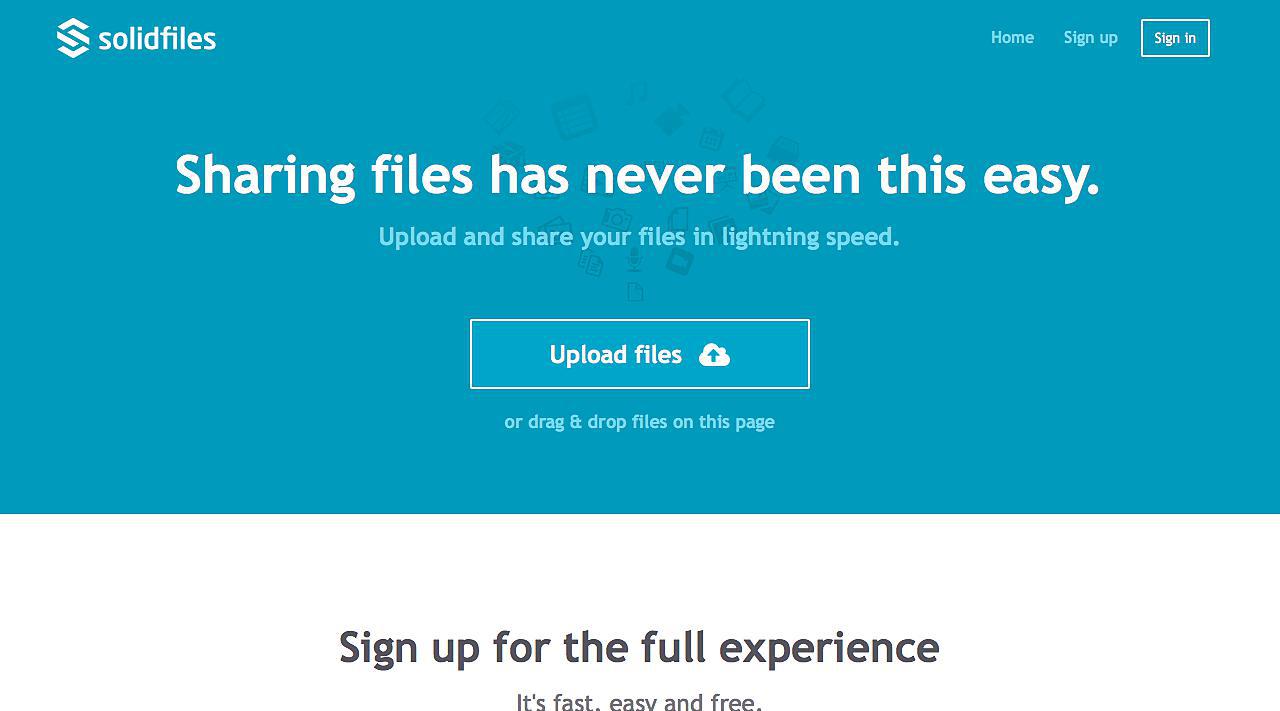 solidfiles
Home
Sign up
Sign in
Sharing files has never been this easy.
Upload and share your files in lightning speed.
Upload files
or drag & drop files on this page
Sign up for the full experience
It's fast, easy and free.